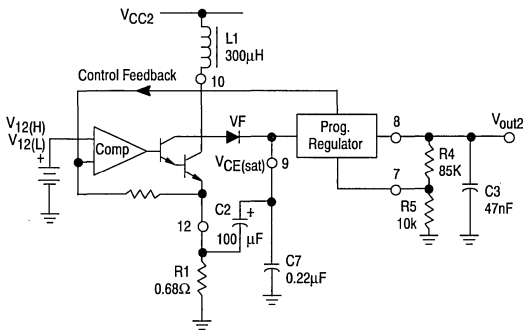 VCC2
L1
300μH
Control Feedback
10
V12(H)
V12(L)
+
Comp
VF
VCE(sat)
9
Prog.
Regulator
8
Vout2
7
R4
85K
R5
10k
C3
47nF
12
C2
+
100 μF
R1
0.68Ω
C7
0.22μF